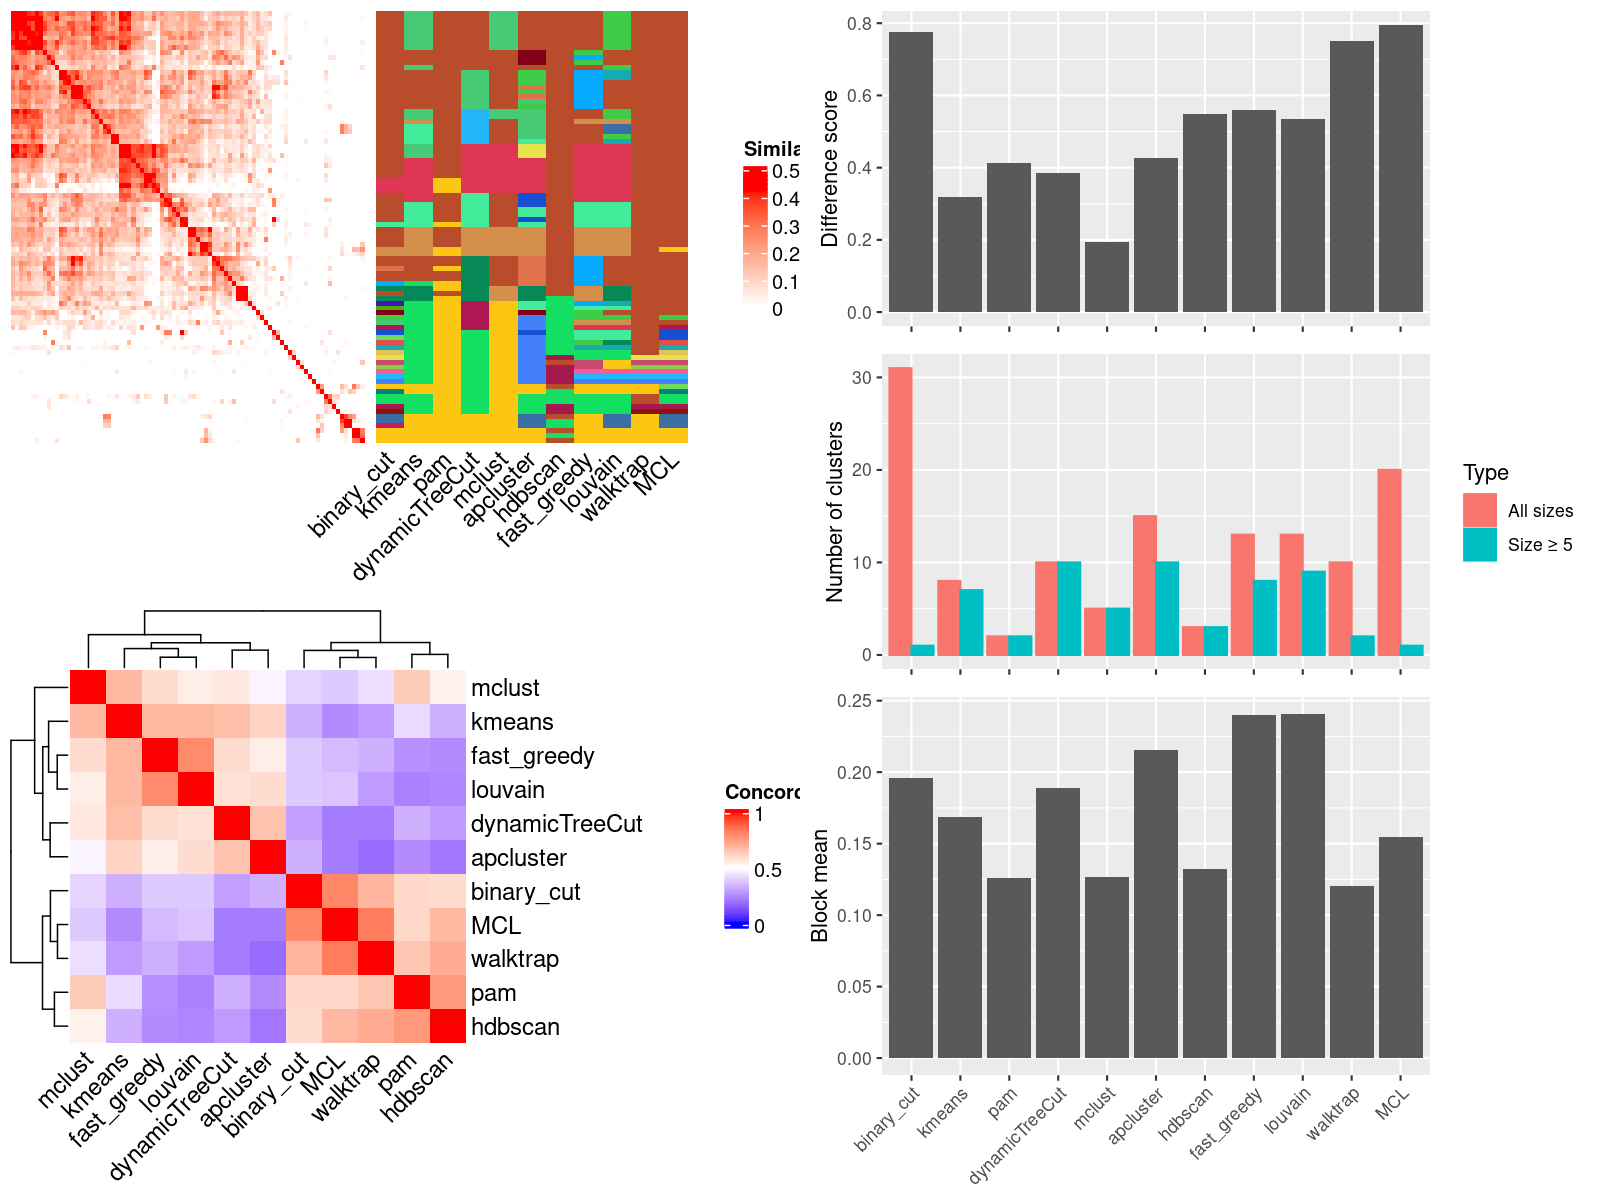 Simila
0.5
0.4
0.3
0.2
0.1
0
binary_cut
kmeans
pam
dynamicTreeCut
mclust
apcluster
hdbscan
fast_greedy
louvain
walktrap
MCL
mclust
kmeans
fast_greedy
louvain
dynamicTreeCut
apcluster
binary_cut
MCL
walktrap
pam
hdbscan
mclust
kmeans
fast_greedy
louvain
dynamicTreeCut
apcluster
binary_cut
MCL
walktrap
pam
hdbscan
Concord
1
0.5
0
Difference score
0.8
0.6
0.4
0.2
0.0
Number of clusters
30
20
10
0
Type
All sizes
Size ≥ 5
Block mean
0.25
0.20
0.15
0.10
0.05
0.00
binary_cut
kmeans
pam
dynamicTreeCut
mclust
apcluster
hdbscan
fast_greedy
louvain
walktrap
MCL